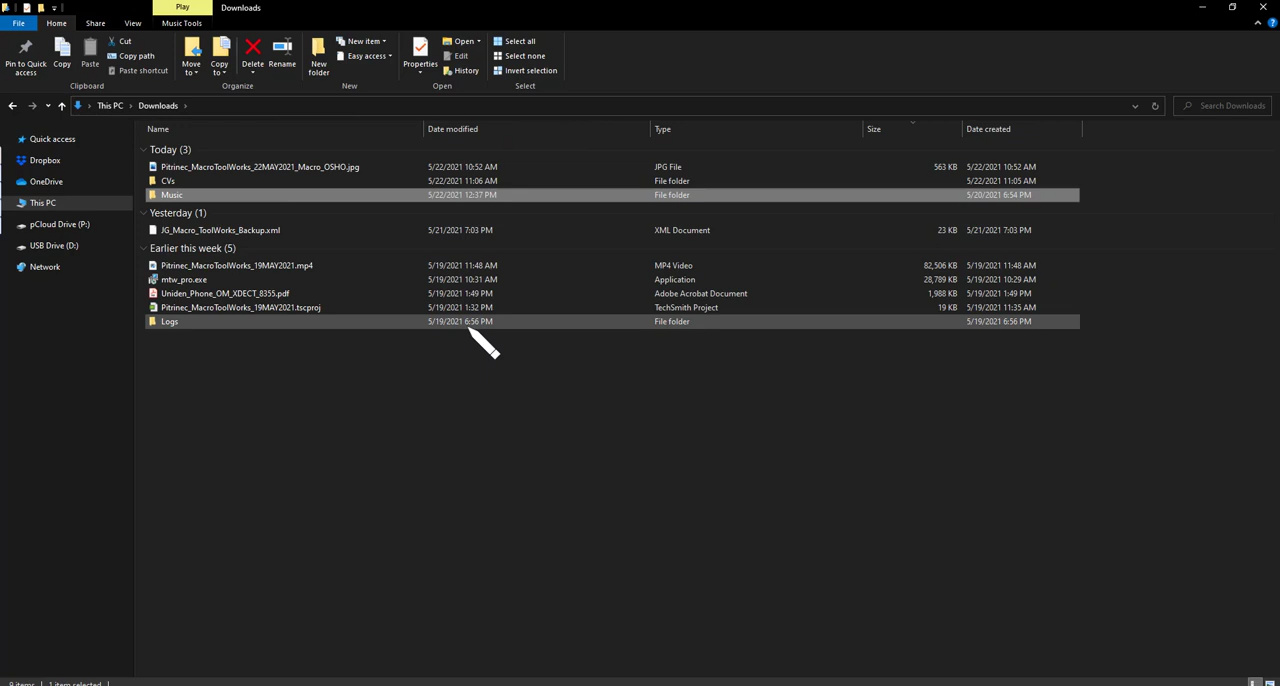 Play Downloads
File Home Share View Music Tools
Pin to Quick access
Copy
Paste
Cut
Copy path
Paste shortcut
Clipboard
Move to
Copy to
Delete
Rename
Organize
New folder
New item
Easy access
New
Properties
Open
Edit
History
Open
Select all
Select none
Invert selection
Select
This PC > Downloads >
Search Downloads
Quick access
Dropbox
OneDrive
This PC
pCloud Drive (P:)
USB Drive (D:)
Network
Name Date modified Type Size Date created
Today (3)
Pitrinec_MacroToolWorks_22MAY2021_Macro_OSHO.jpg 5/22/2021 10:52 AM JPG File 563 KB 5/22/2021 10:52 AM
CVs 5/22/2021 11:06 AM File folder 5/22/2021 11:05 AM
Music 5/22/2021 12:37 PM File folder 5/20/2021 6:54 PM
Yesterday (1)
JG_Macro_ToolWorks_Backup.xml 5/21/2021 7:03 PM XML Document 23 KB 5/21/2021 7:03 PM
Earlier this week (5)
Pitrinec_MacroToolWorks_19MAY2021.mp4 5/19/2021 11:48 AM MP4 Video 82,506 KB 5/19/2021 11:48 AM
mtw_pro.exe 5/19/2021 10:31 AM Application 28,789 KB 5/19/2021 10:29 AM
Uniden_Phone_OM_XDECT_8355.pdf 5/19/2021 1:49 PM Adobe Acrobat Document 1,988 KB 5/19/2021 1:49 PM
Pitrinec_MacroToolWorks_19MAY2021.tscproj 5/19/2021 1:32 PM TechSmith Project 19 KB 5/19/2021 11:35 AM
Logs 5/19/2021 6:56 PM File folder 5/19/2021 6:56 PM
9 items 1 item selected